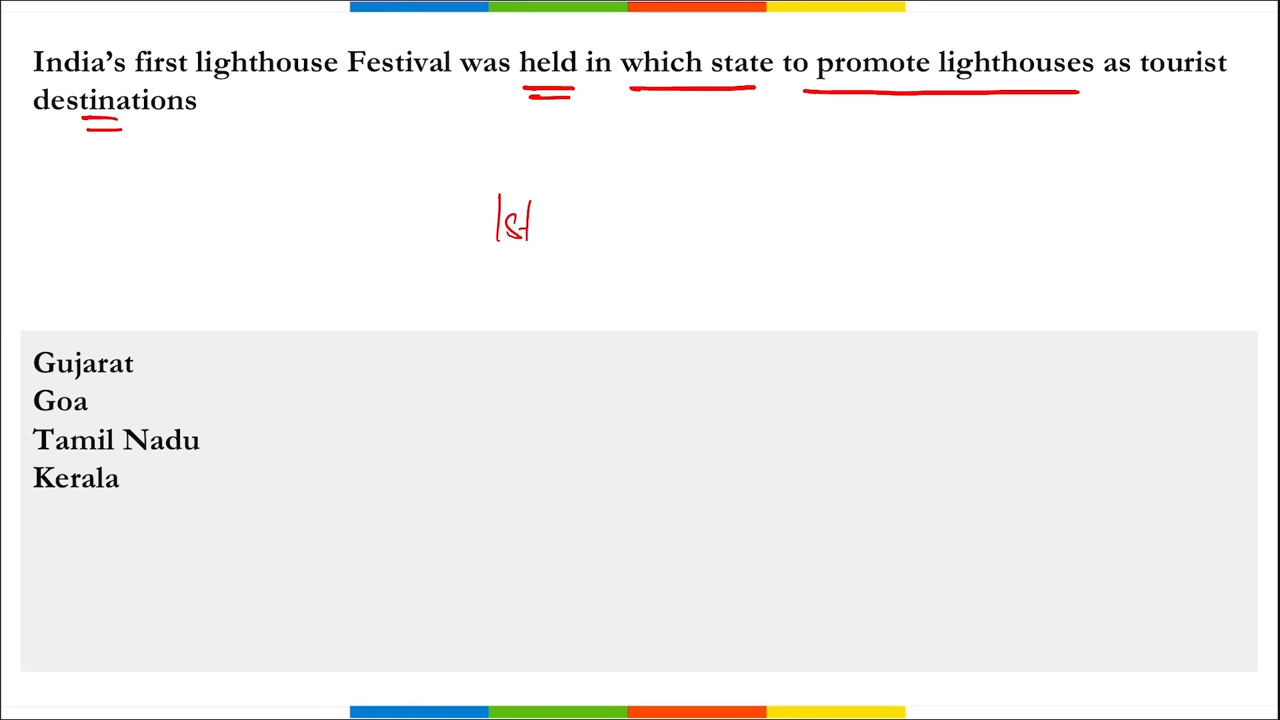 India’s first lighthouse Festival was held in which state to promote lighthouses as tourist
destinations
1st
Gujarat
Goa
Tamil Nadu
Kerala